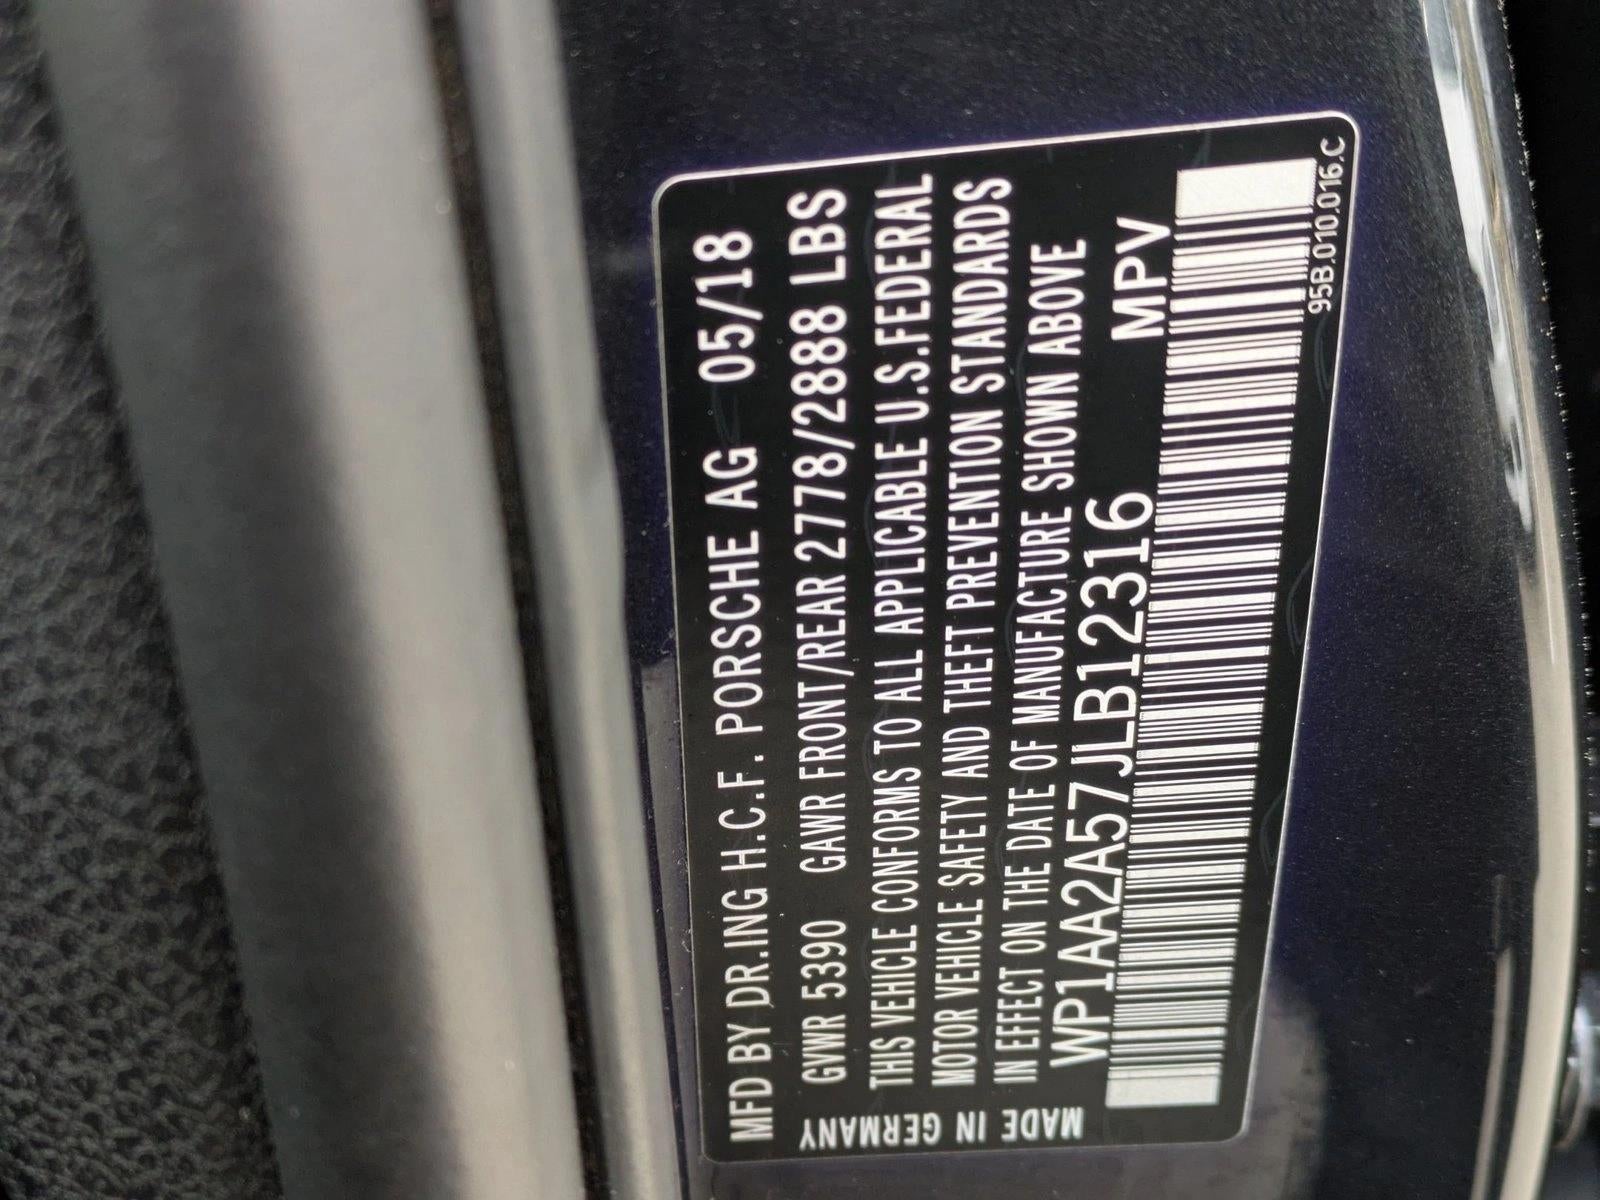 MFD BY DR.ING H.C.F. PORSCHE AG 05/18
GVWR 5390 GAWR FRONT/REAR 2778/2888 LBS
THIS VEHICLE CONFORMS TO ALL APPLICABLE U.S.FEDERAL
MOTOR VEHICLE SAFETY AND THEFT PREVENTION STANDARDS
IN EFFECT ON THE DATE OF MANUFACTURE SHOWN ABOVE
WP1AA2A57JLB12316 MPV
MADE IN GERMANY
95B.010.016.C